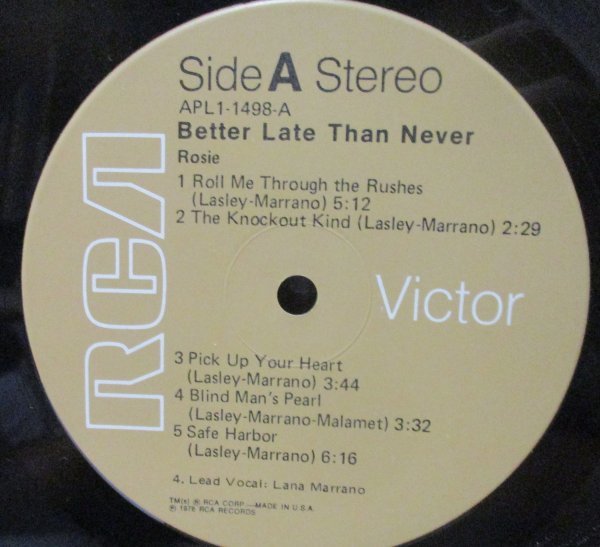 Side A Stereo
APL1-1498-A
Better Late Than Never
Rosie
1 Roll Me Through the Rushes
(Lasley-Marrano) 5:12
2 The Knockout Kind (Lasley-Marrano) 2:29
RCA
Victor
3 Pick Up Your Heart
(Lasley-Marrano) 3:44
4 Blind Man's Pearl
(Lasley-Marrano-Malamet) 3:32
5 Safe Harbor
(Lasley-Marrano) 6:16
4. Lead Vocal: Lana Marrano
TM(s) ® RCA CORP.—MADE IN U.S.A.
℗ 1976 RCA RECORDS